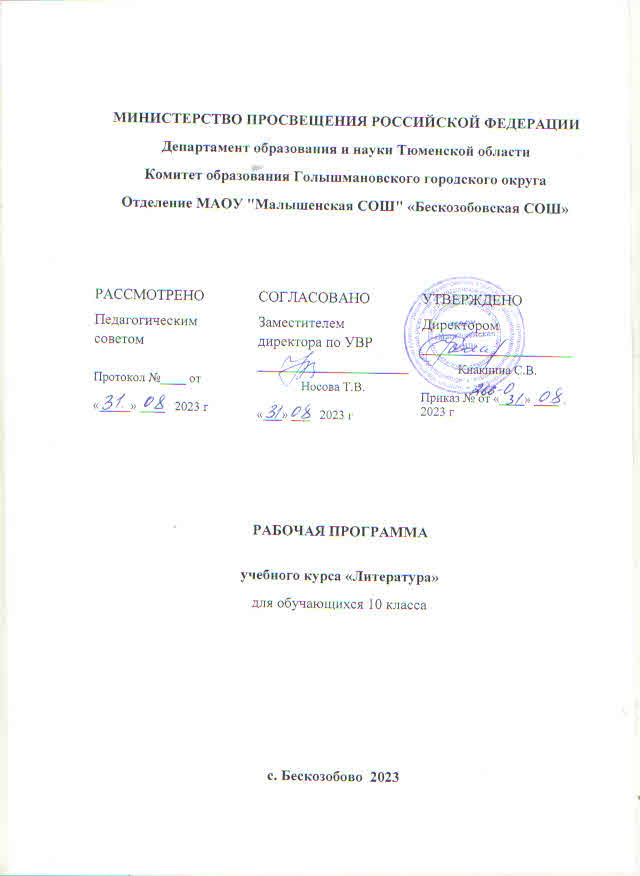 МИНИСТЕРСТВО ПРОСВЕЩЕНИЯ РОССИЙСКОЙ ФЕДЕРАЦИИ
Департамент образования и науки Тюменской области
Комитет образования Голышмановского городского округа
Отделение МАОУ "Малышенская СОШ" «Бескозобовская СОШ»
РАССМОТРЕНО
Педагогическим
советом
Протокол №____ от
«31» 08 2023 г
СОГЛАСОВАНО
Заместителем
директора по УВР
Носова Т.В.
«31» 08 2023 г
УТВЕРЖДЕНО
Директором
Кнакнина С.В.
Приказ № от «31» 08.
2023 г
РАБОЧАЯ ПРОГРАММА
учебного курса «Литература»
для обучающихся 10 класса
с. Бескозобово 2023